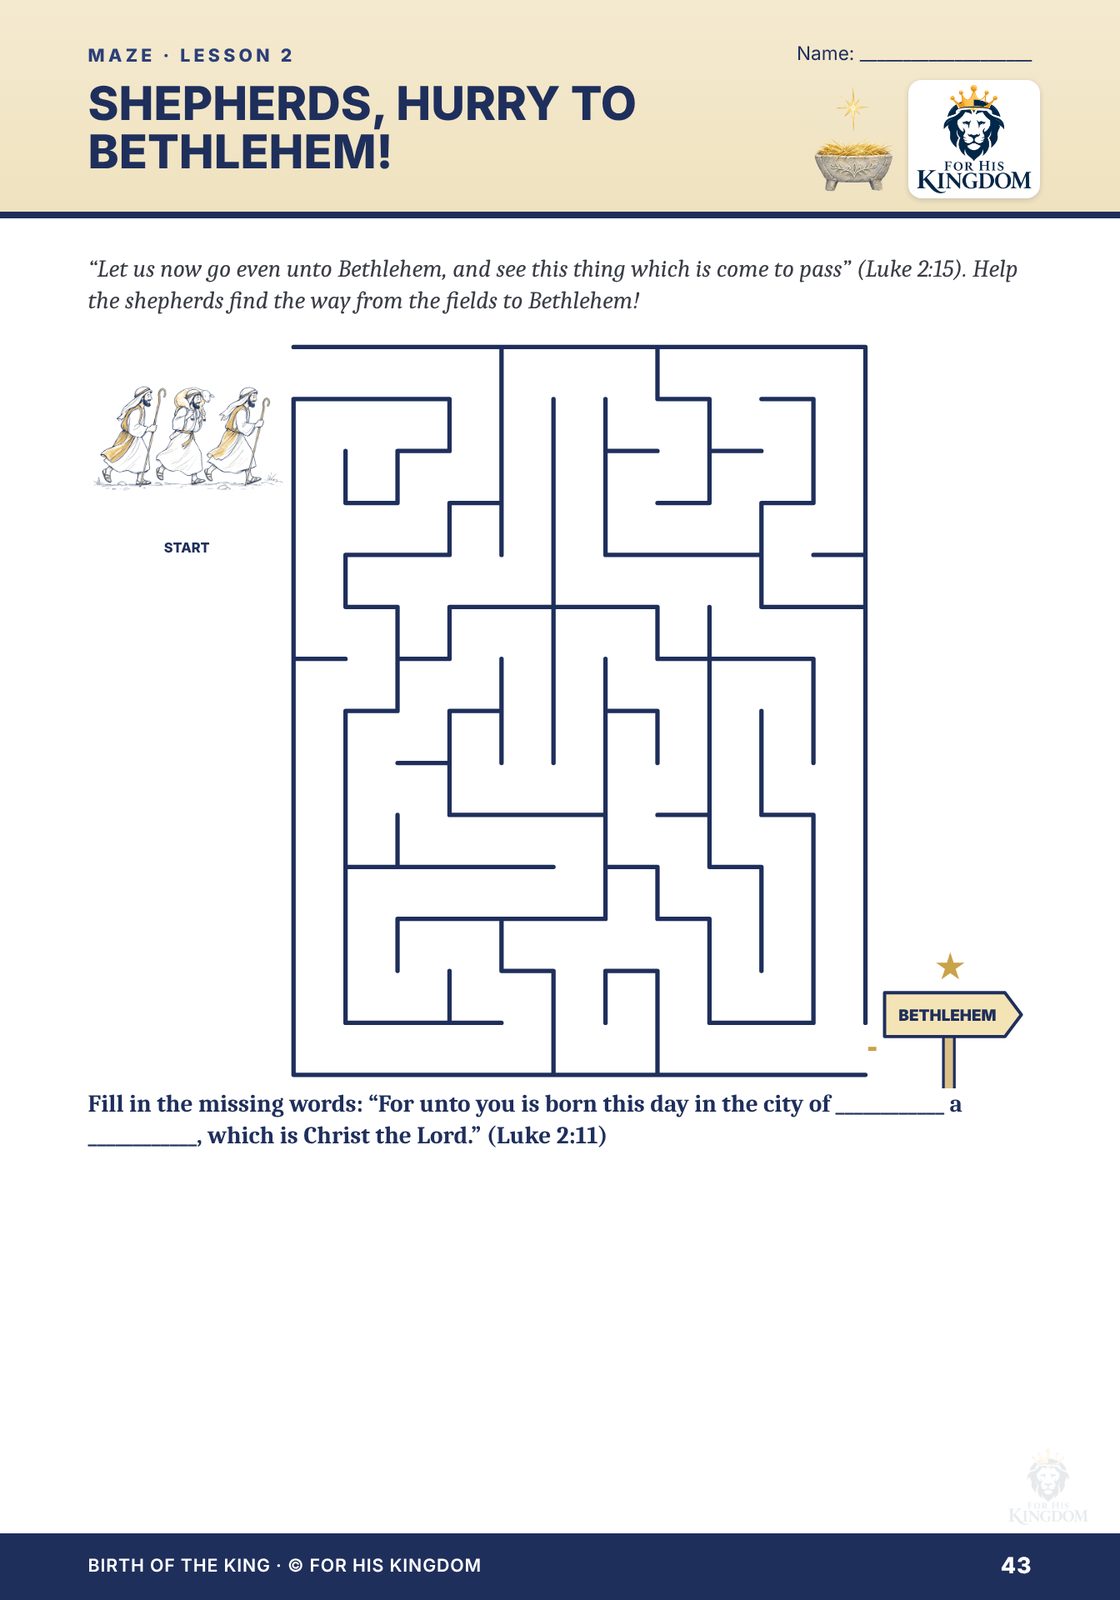 MAZE · LESSON 2
Name: ___________________
SHEPHERDS, HURRY TO
BETHLEHEM!
FOR HIS
KINGDOM
“Let us now go even unto Bethlehem, and see this thing which is come to pass” (Luke 2:15). Help
the shepherds find the way from the fields to Bethlehem!
START
BETHLEHEM
Fill in the missing words: “For unto you is born this day in the city of ____________ a
____________, which is Christ the Lord.” (Luke 2:11)
FOR HIS
KINGDOM
BIRTH OF THE KING · © FOR HIS KINGDOM
43